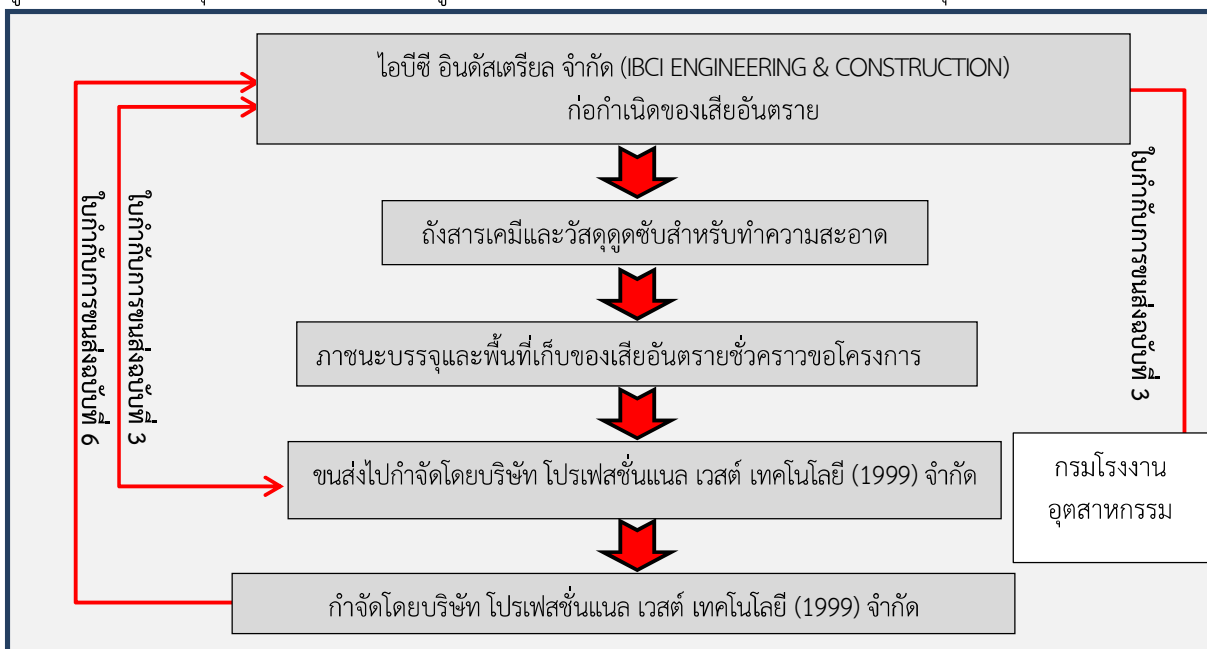 ไอบีซี อินดัสเตรียล จำกัด (IBCI ENGINEERING & CONSTRUCTION)
ก่อกำเนิดของเสียอันตราย
ถังสารเคมีและวัสดุดูดซับสำหรับทำความสะอาด
ภาชนะบรรจุและพื้นที่เก็บของเสียอันตรายชั่วคราวขอโครงการ
ขนส่งไปกำจัดโดยบริษัท โปรเฟสชั่นแนล เวสต์ เทคโนโลยี (1999) จำกัด
กำจัดโดยบริษัท โปรเฟสชั่นแนล เวสต์ เทคโนโลยี (1999) จำกัด
ใบกำกับการขนส่งฉบับที่ 6
ใบกำกับการขนส่งฉบับที่ 3
ใบกำกับการขนส่งฉบับที่ 3
กรมโรงงาน
อุตสาหกรรม